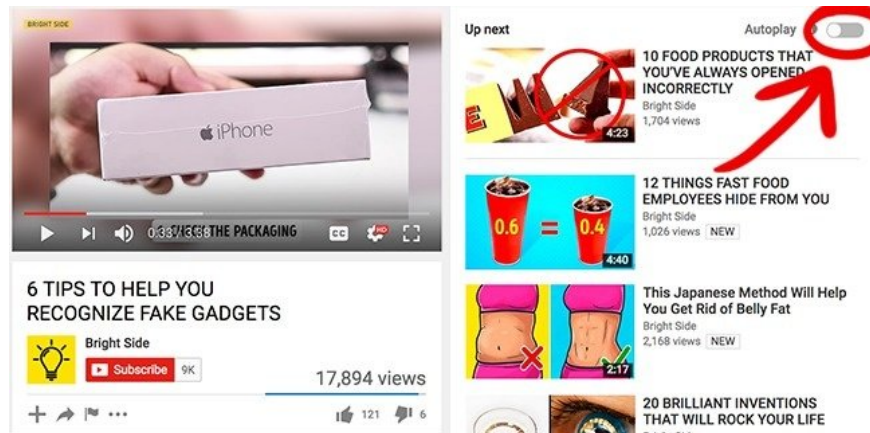 BRIGHT SIDE
iPhone
THE PACKAGING
CC
HD
6 TIPS TO HELP YOU
RECOGNIZE FAKE GADGETS
Bright Side
Subscribe 9K
17,894 views
121 6
Up next Autoplay
10 FOOD PRODUCTS THAT
YOU'VE ALWAYS OPENED
INCORRECTLY
Bright Side
1,704 views
4:23
12 THINGS FAST FOOD
EMPLOYEES HIDE FROM YOU
Bright Side
1,026 views NEW
0.6 = 0.4
4:40
This Japanese Method Will Help
You Get Rid of Belly Fat
Bright Side
2,168 views NEW
2:17
20 BRILLIANT INVENTIONS
THAT WILL ROCK YOUR LIFE